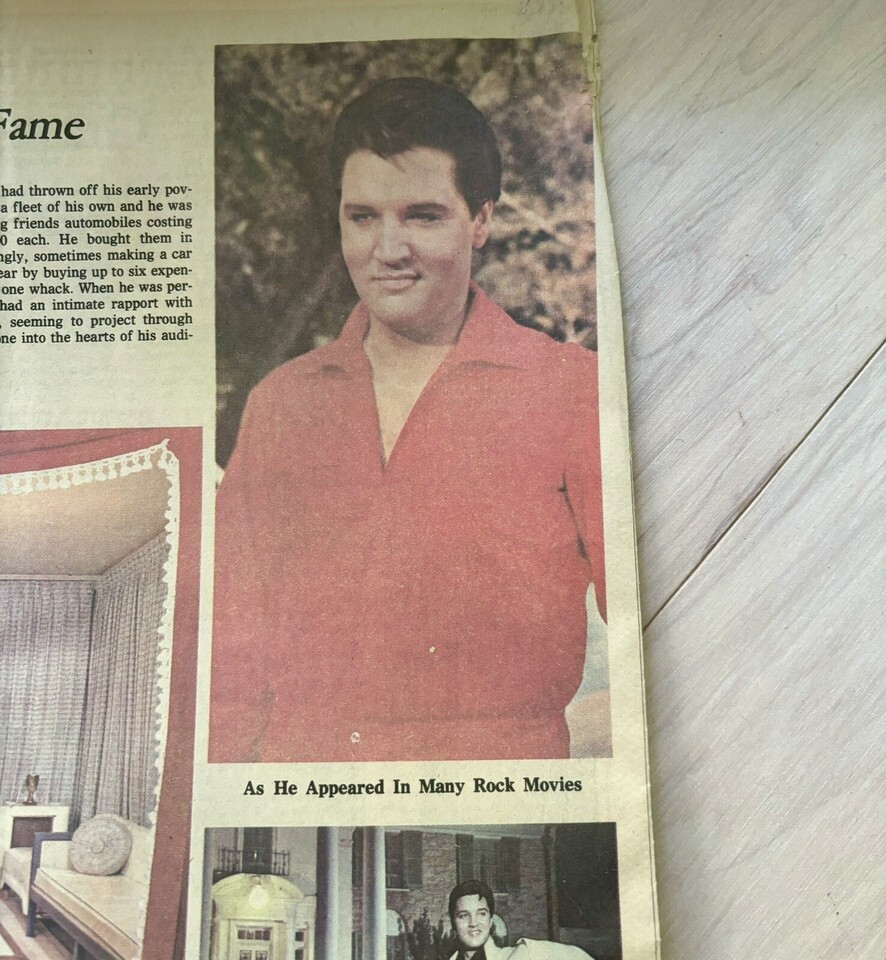 Fame
had thrown off his early pov-
a fleet of his own and he was
g friends automobiles costing
0 each. He bought them in
ngly, sometimes making a car
ear by buying up to six expen-
one whack. When he was per-
had an intimate rapport with
, seeming to project through
ne into the hearts of his audi-
As He Appeared In Many Rock Movies